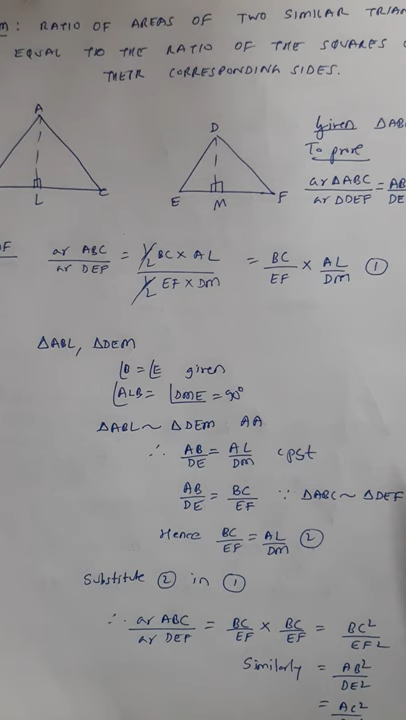 M: RATIO OF AREAS OF TWO SIMILAR TRIAN
EQUAL TO THE RATIO OF THE SQUARES O
THEIR CORRESPONDING SIDES.
A
L C
D
E M F
Given ΔAB
To prove
ar ΔABC / ar ΔDEF = AB / DE
OF ar ABC / ar DEF = 1/2 BC × AL / 1/2 EF × DM = BC/EF × AL/DM ①
ΔABL, ΔDEM
∠B = ∠E given
∠ALB = ∠DME = 90°
ΔABL ~ ΔDEM AA
∴ AB/DE = AL/DM cpst
AB/DE = BC/EF ∵ ΔABC ~ ΔDEF
Hence BC/EF = AL/DM ②
Substitute ② in ①
∴ ar ABC / ar DEF = BC/EF × BC/EF = BC²/EF²
Similarly = AB²/DE²
= AC²